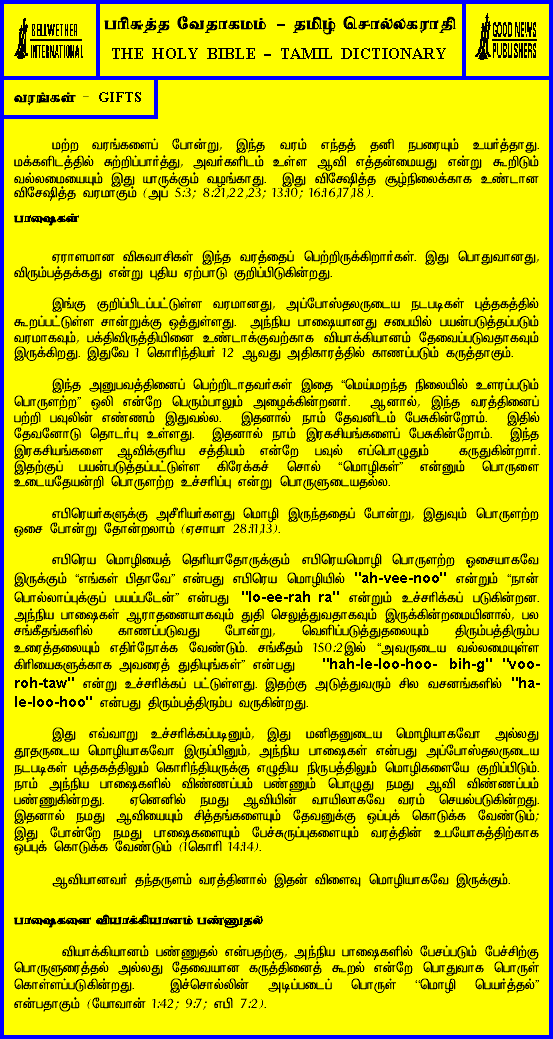 BELLWETHER
INTERNATIONAL
பரிசுத்த வேதாகமம் - தமிழ் சொல்லகராதி
THE HOLY BIBLE - TAMIL DICTIONARY
GOOD NEWS
PUBLISHERS
வரங்கள் - GIFTS
மற்ற வரங்களைப் போன்று, இந்த வரம் எந்தத் தனி நபரையும் உயர்த்தாது.
மக்களிடத்தில் சுற்றிப்பார்த்து, அவர்களிடம் உள்ள ஆவி எத்தன்மையது என்று கூறிடும்
வல்லமையையும் இது யாருக்கும் வழங்காது. இது விசேஷித்த சூழ்நிலைக்காக உண்டான
விசேஷித்த வரமாகும் (அப் 5:3; 8:21,22,23; 13:10; 16:16,17,18).
பாஷைகள்
ஏராளமான விசுவாசிகள் இந்த வரத்தைப் பெற்றிருக்கிறார்கள். இது பொதுவானது,
விரும்பத்தக்கது என்று புதிய ஏற்பாடு குறிப்பிடுகின்றது.
இங்கு குறிப்பிடப்பட்டுள்ள வரமானது, அப்போஸ்தலருடைய நடபடிகள் புத்தகத்தில்
கூறப்பட்டுள்ள சான்றுக்கு ஒத்துள்ளது. அந்நிய பாஷையானது சபையில் பயன்படுத்தப்படும்
வரமாகவும், பக்திவிருத்தியினை உண்டாக்குவற்காக வியாக்கியானம் தேவைப்படுவதாகவும்
இருக்கிறது. இதுவே 1 கொரிந்தியர் 12 ஆவது அதிகாரத்தில் காணப்படும் கருத்தாகும்.
இந்த அனுபவத்தினைப் பெற்றிடாதவர்கள் இதை "மெய்மறந்த நிலையில் உளரப்படும்
பொருளற்ற" ஒலி என்றே பெரும்பாலும் அழைக்கின்றனர். ஆனால், இந்த வரத்தினைப்
பற்றி பவுலின் எண்ணம் இதுவல்ல. இதனால் நாம் தேவனிடம் பேசுகின்றோம். இதில்
தேவனோடு தொடர்பு உள்ளது. இதனால் நாம் இரகசியங்களைப் பேசுகின்றோம். இந்த
இரகசியங்களை ஆவிக்குரிய சத்தியம் என்றே பவுல் எப்பொழுதும் கருதுகின்றார்.
இதற்குப் பயன்படுத்தப்பட்டுள்ள கிரேக்கச் சொல் "மொழிகள்" என்னும் பொருளை
உடையதேயன்றி பொருளற்ற உச்சரிப்பு என்று பொருளுடையதல்ல.
எபிரெயர்களுக்கு அசீரியர்களது மொழி இருந்ததைப் போன்று, இதுவும் பொருளற்ற
ஓசை போன்று தோன்றலாம் (ஏசாயா 28:11,13).
எபிரெய மொழியைத் தெரியாதோருக்கும் எபிரெயமொழி பொருளற்ற ஓசையாகவே
இருக்கும் "எங்கள் பிதாவே" என்பது எபிரெய மொழியில் "ah-vee-noo" என்றும் "நான்
பொல்லாப்புக்குப் பயப்படேன்" என்பது "lo-ee-rah ra" என்றும் உச்சரிக்கப் படுகின்றன.
அந்நிய பாஷைகள் ஆராதனையாகவும் துதி செலுத்துவதாகவும் இருக்கின்றமையினால், பல
சங்கீதங்களில் காணப்படுவது போன்று, வெளிப்படுத்துதலையும் திரும்பத்திரும்ப
உரைத்தலையும் எதிர்நோக்க வேண்டும். சங்கீதம் 150:2இல் "அவருடைய வல்லமையுள்ள
கிரியைகளுக்காக அவரைத் துதியுங்கள்" என்பது "hah-le-loo-hoo- bih-g" "voo-
roh-taw" என்று உச்சரிக்கப் பட்டுள்ளது. இதற்கு அடுத்துவரும் சில வசனங்களில் "ha-
le-loo-hoo" என்பது திரும்பத்திரும்ப வருகின்றது.
இது எவ்வாறு உச்சரிக்கப்படினும், இது மனிதனுடைய மொழியாகவோ அல்லது
தூதருடைய மொழியாகவோ இருப்பினும், அந்நிய பாஷைகள் என்பது அப்போஸ்தலருடைய
நடபடிகள் புத்தகத்திலும் கொரிந்தியருக்கு எழுதிய நிருபத்திலும் மொழிகளையே குறிப்பிடும்.
நாம் அந்நிய பாஷைகளில் விண்ணப்பம் பண்ணும் பொழுது நமது ஆவி விண்ணப்பம்
பண்ணுகின்றது. ஏனெனில் நமது ஆவியின் வாயிலாகவே வரம் செயல்படுகின்றது.
இதனால் நமது ஆவியையும் சித்தங்களையும் தேவனுக்கு ஒப்புக் கொடுக்க வேண்டும்;
இது போன்றே நமது பாஷைகளையும் பேச்சுருப்புகளையும் வரத்தின் உபயோகத்திற்காக
ஒப்புக் கொடுக்க வேண்டும் (1கொரி 14:14).
ஆவியானவர் தந்தருளம் வரத்தினால் இதன் விளைவு மொழியாகவே இருக்கும்.
பாஷைகளை வியாக்கியானம் பண்ணுதல்
வியாக்கியானம் பண்ணுதல் என்பதற்கு, அந்நிய பாஷைகளில் பேசப்படும் பேச்சிற்கு
பொருளுரைத்தல் அல்லது தேவையான கருத்தினைத் கூறல் என்றே பொதுவாக பொருள்
கொள்ளப்படுகின்றது. இச்சொல்லின் அடிப்படைப் பொருள் "மொழி பெயர்த்தல்"
என்பதாகும் (யோவான் 1:42; 9:7; எபி 7:2).